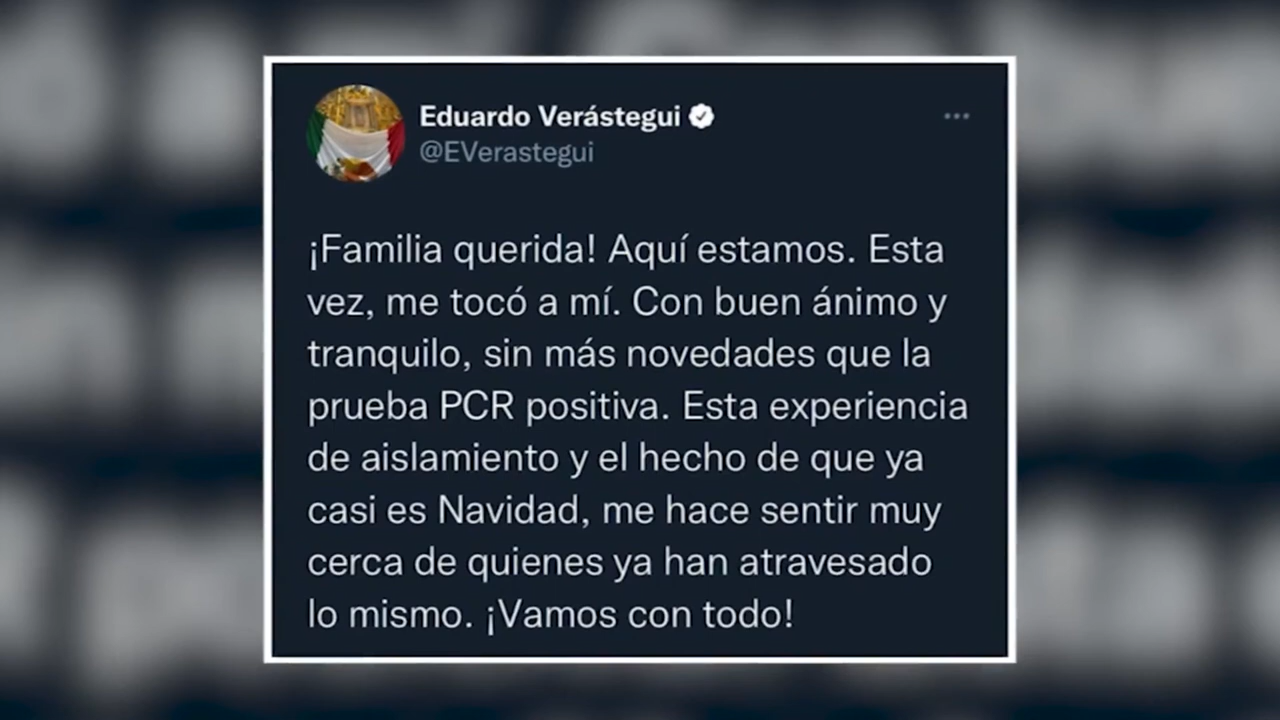 Eduardo Verástegui
@EVerastegui
¡Familia querida! Aquí estamos. Esta
vez, me tocó a mí. Con buen ánimo y
tranquilo, sin más novedades que la
prueba PCR positiva. Esta experiencia
de aislamiento y el hecho de que ya
casi es Navidad, me hace sentir muy
cerca de quienes ya han atravesado
lo mismo. ¡Vamos con todo!